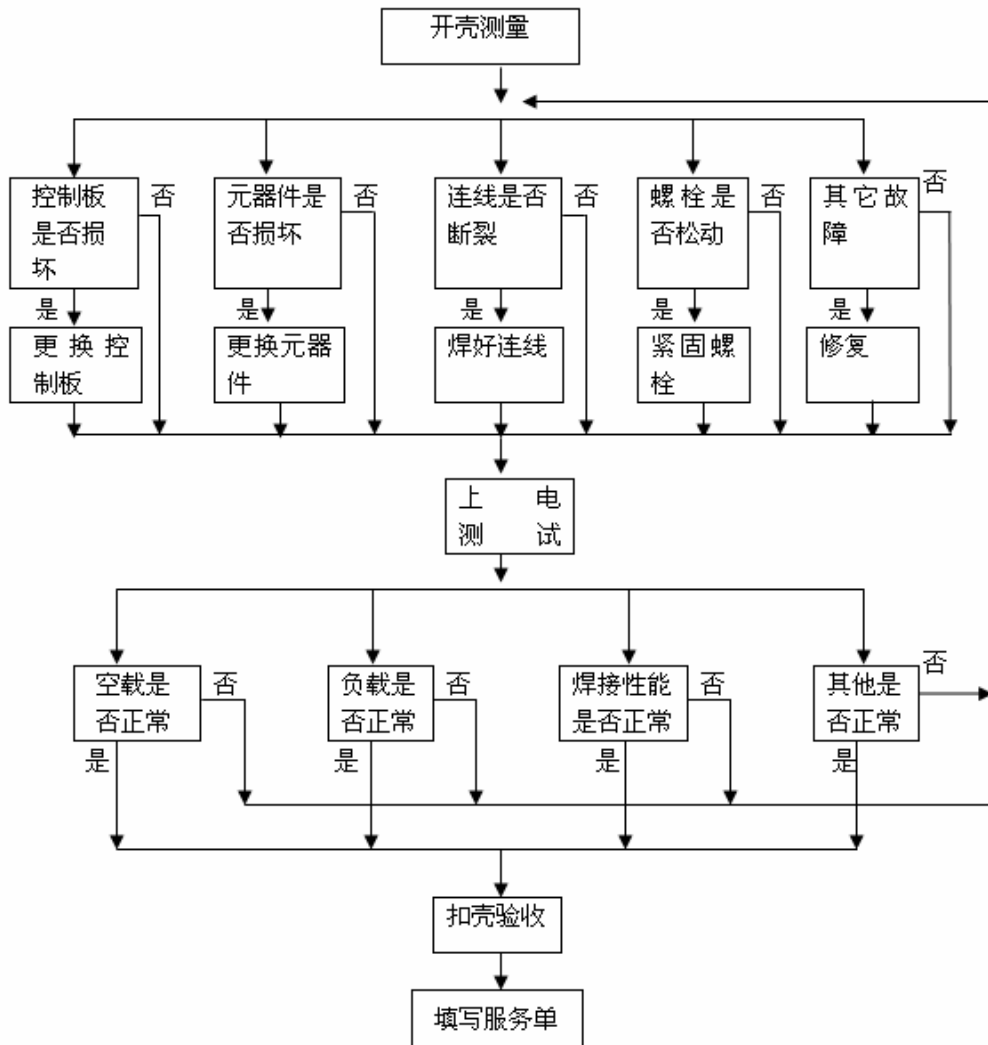 开壳测量
控制板
是否损
坏
否
元器件是
否损坏
否
连线是否
断裂
否
螺栓是
否松动
否
其它故
障
否
是
是
是
是
是
更换控
制板
更换元器
件
焊好连线
紧固螺
栓
修复
上电
测试
空载是
否正常
否
负载是
否正常
否
焊接性能
是否正常
否
其他是
否正常
否
是
是
是
是
扣壳验收
填写服务单